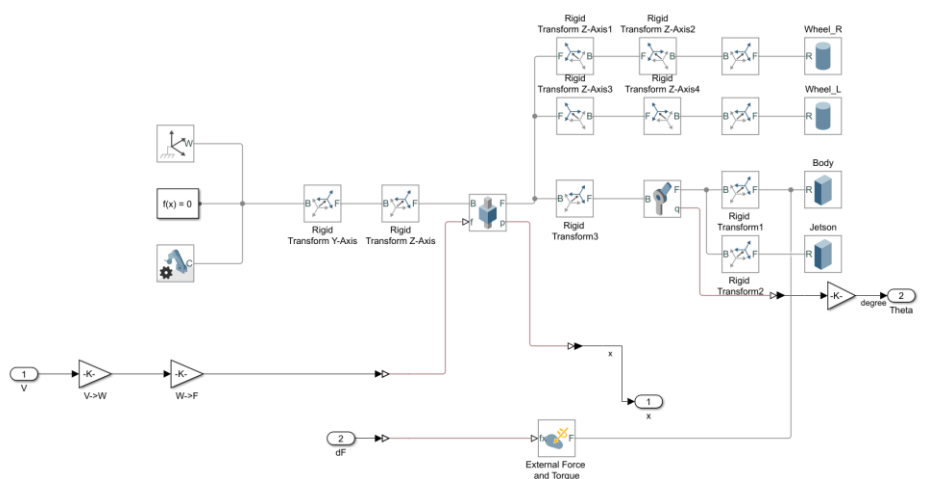 Rigid
Transform Z-Axis1
Rigid
Transform Z-Axis2
Wheel_R
F
B
F
B
B
F
R
Rigid
Transform Z-Axis3
Rigid
Transform Z-Axis4
Wheel_L
F
B
F
B
B
F
R
W
f(x) = 0
C
B
F
Rigid
Transform Y-Axis
B
F
Rigid
Transform Z-Axis
B
F
f
p
B
F
Rigid
Transform3
B
F
q
B
F
Rigid
Transform1
Body
R
B
F
Rigid
Transform2
Jetson
R
-K-
degree
2
Theta
1
V
-K-
V->W
-K-
W->F
x
1
x
2
dF
fx
F
External Force
and Torque